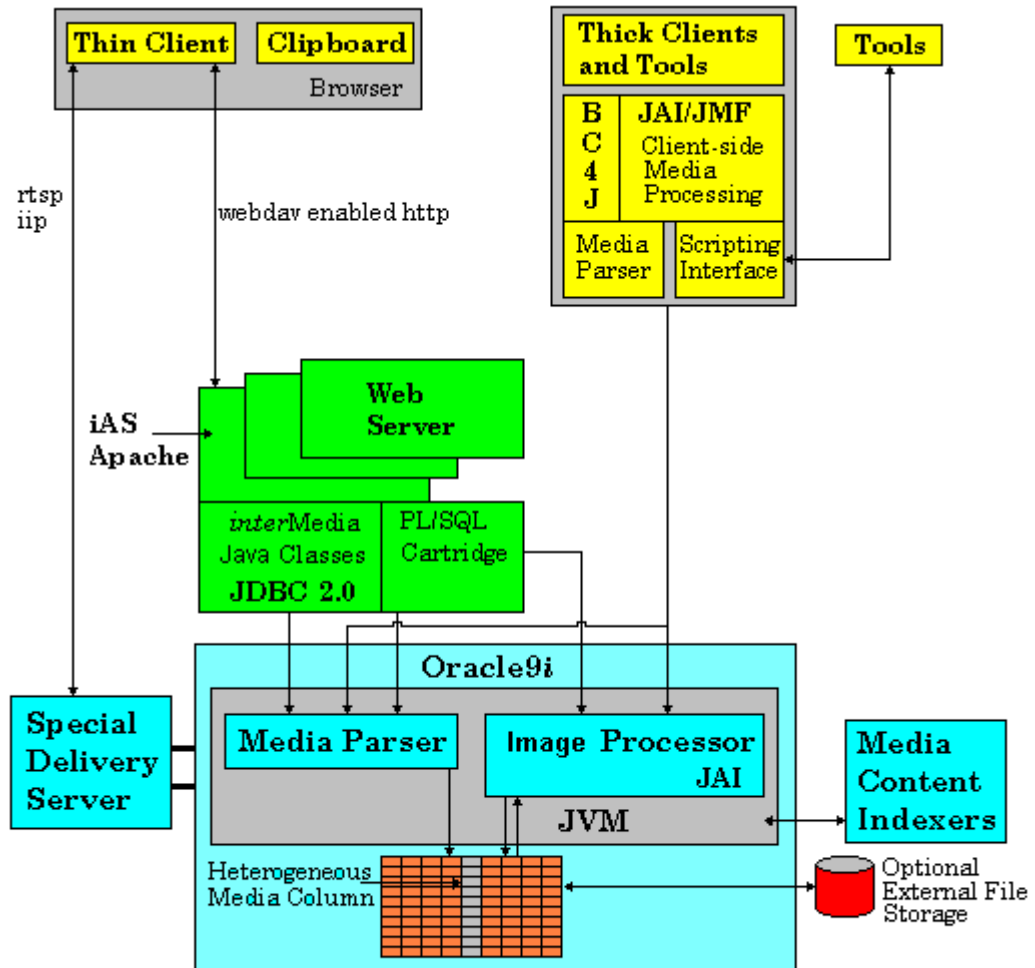 Thin Client
Clipboard
Browser
Thick Clients
and Tools
Tools
B
C
4
J
JAI/JMF
Client-side
Media
Processing
Media
Parser
Scripting
Interface
rtsp
iip
webdav enabled http
Web
Server
iAS
Apache
interMedia
Java Classes
JDBC 2.0
PL/SQL
Cartridge
Oracle9i
Special
Delivery
Server
Media Parser
Image Processor
JAI
JVM
Media
Content
Indexers
Heterogeneous
Media Column
Optional
External File
Storage